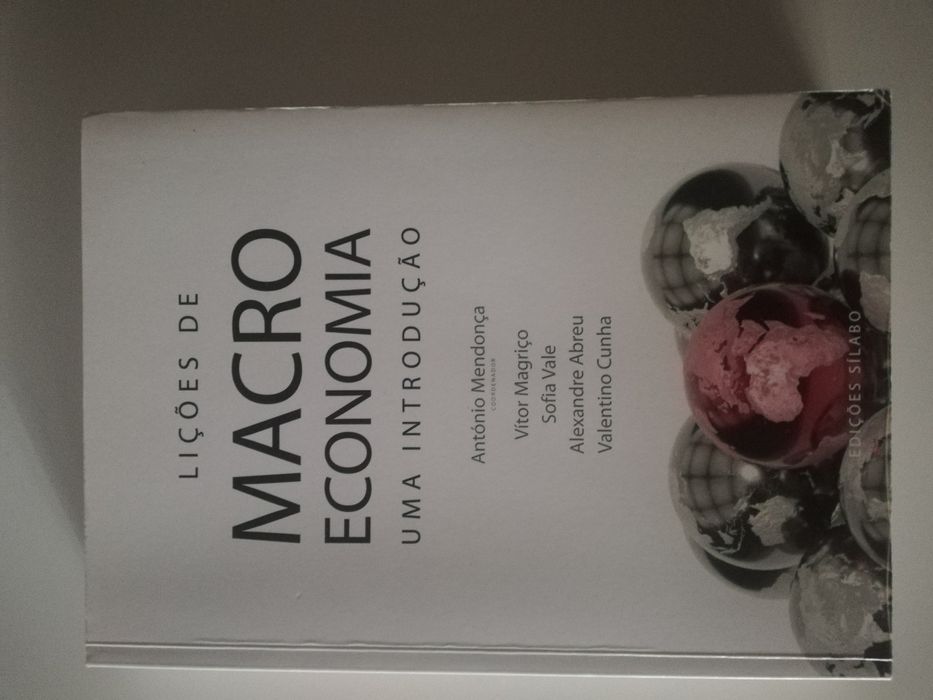 LIÇÕES DE
MACRO
ECONOMIA
UMA INTRODUÇÃO
António Mendonça
COORDENADOR
Vítor Magriço
Sofia Vale
Alexandre Abreu
Valentino Cunha
EDIÇÕES SÍLABO